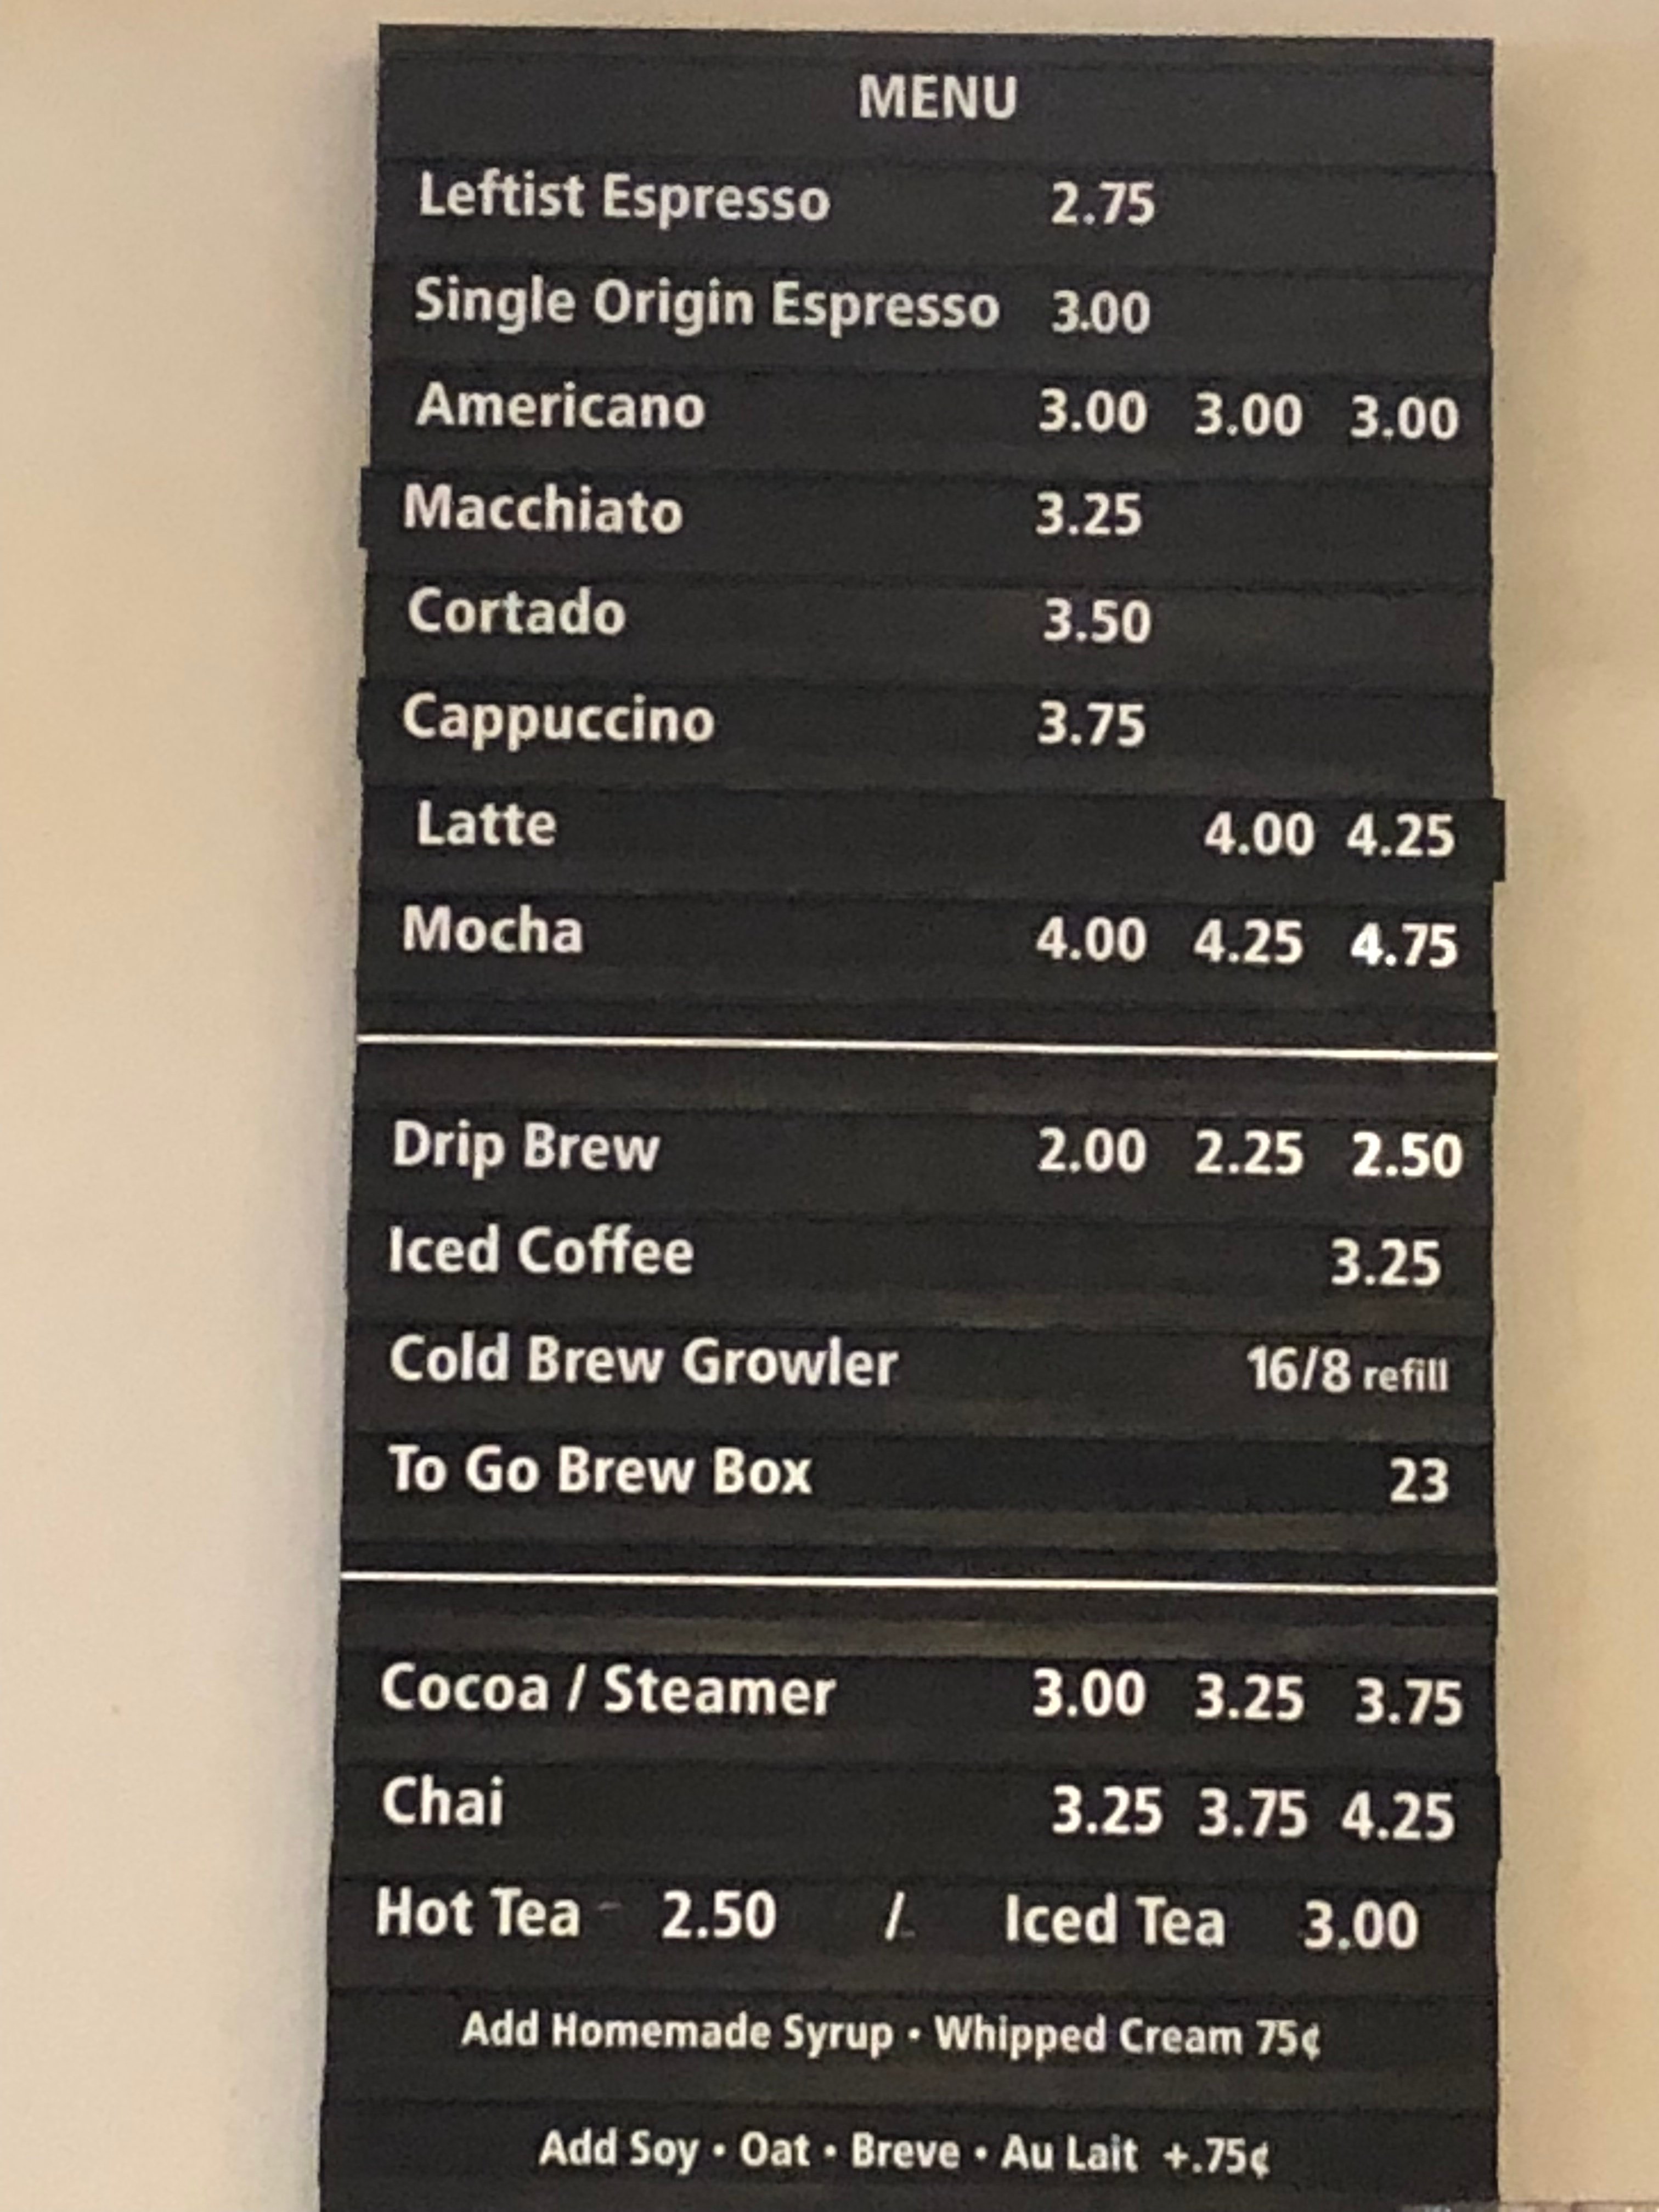 MENU
Leftist Espresso 2.75
Single Origin Espresso 3.00
Americano 3.00 3.00 3.00
Macchiato 3.25
Cortado 3.50
Cappuccino 3.75
Latte 4.00 4.25
Mocha 4.00 4.25 4.75
Drip Brew 2.00 2.25 2.50
Iced Coffee 3.25
Cold Brew Growler 16/8 refill
To Go Brew Box 23
Cocoa / Steamer 3.00 3.25 3.75
Chai 3.25 3.75 4.25
Hot Tea 2.50 / Iced Tea 3.00
Add Homemade Syrup • Whipped Cream 75¢
Add Soy • Oat • Breve • Au Lait +.75¢